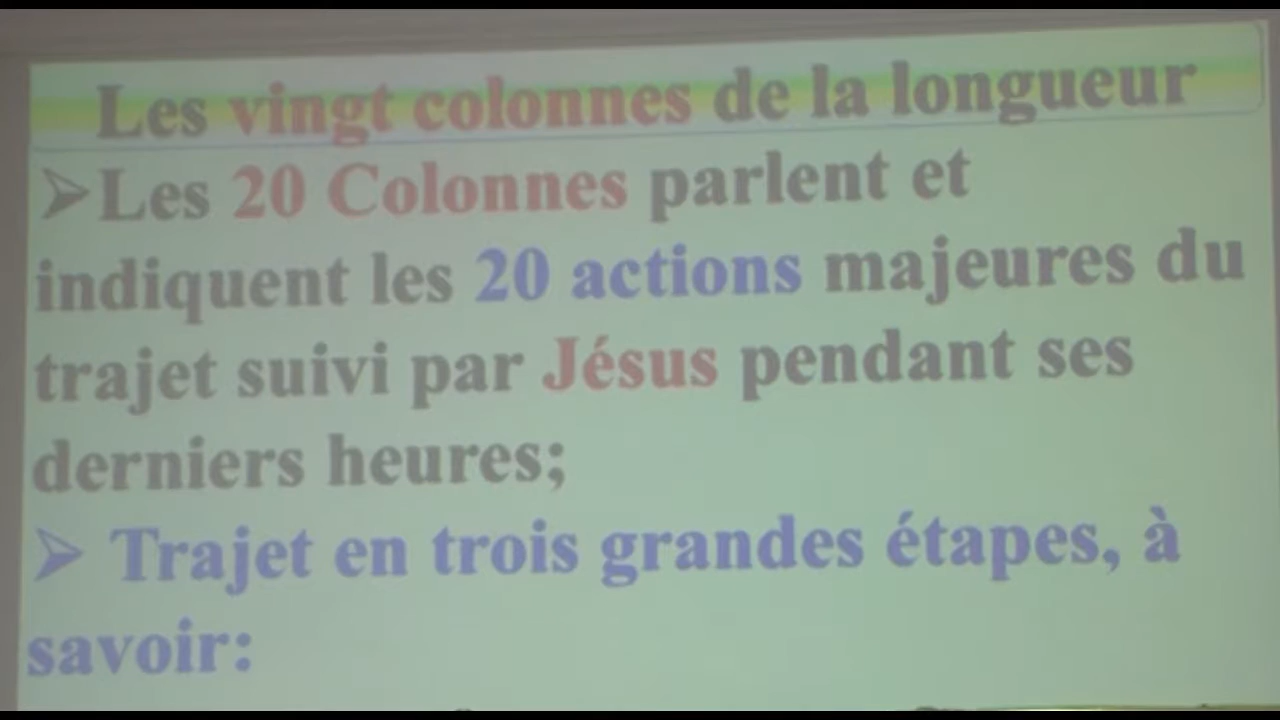 Les vingt colonnes de la longueur
➢Les 20 Colonnes parlent et
indiquent les 20 actions majeures du
trajet suivi par Jésus pendant ses
derniers heures;
➢ Trajet en trois grandes étapes, à
savoir: